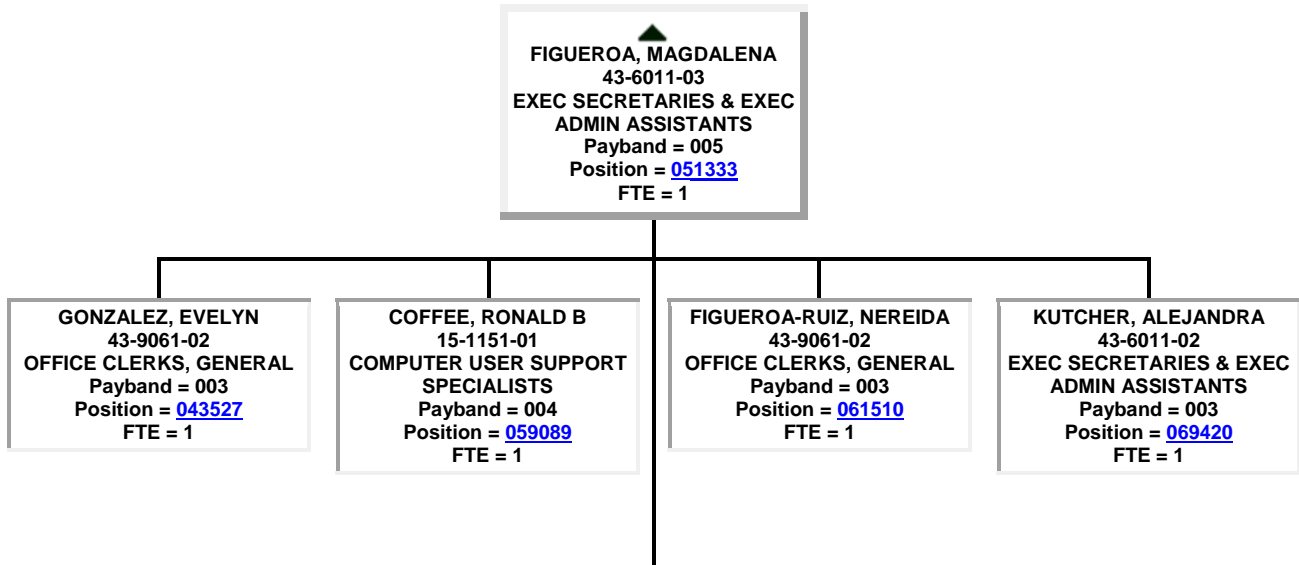 FIGUEROA, MAGDALENA
43-6011-03
EXEC SECRETARIES & EXEC
ADMIN ASSISTANTS
Payband = 005
Position = 051333
FTE = 1
GONZALEZ, EVELYN
43-9061-02
OFFICE CLERKS, GENERAL
Payband = 003
Position = 043527
FTE = 1
COFFEE, RONALD B
15-1151-01
COMPUTER USER SUPPORT
SPECIALISTS
Payband = 004
Position = 059089
FTE = 1
FIGUEROA-RUIZ, NEREIDA
43-9061-02
OFFICE CLERKS, GENERAL
Payband = 003
Position = 061510
FTE = 1
KUTCHER, ALEJANDRA
43-6011-02
EXEC SECRETARIES & EXEC
ADMIN ASSISTANTS
Payband = 003
Position = 069420
FTE = 1